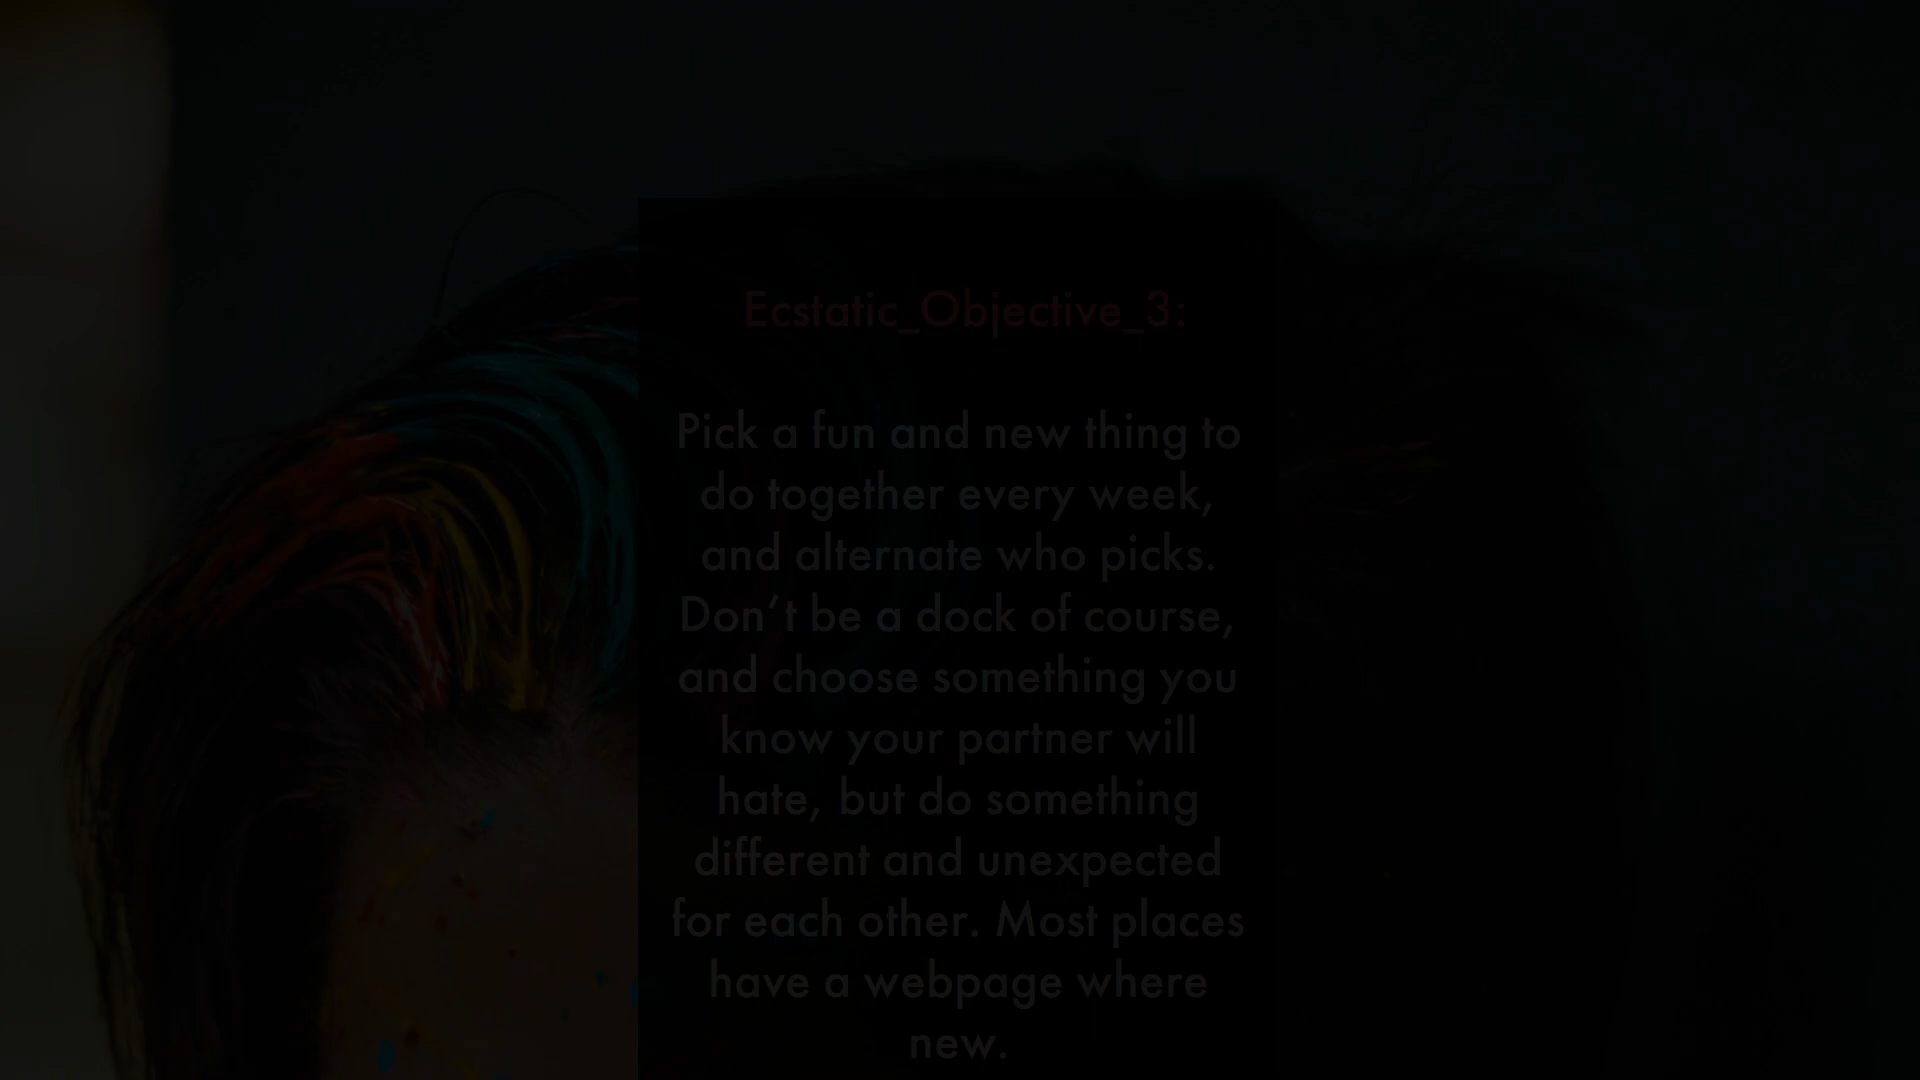 Ecstatic_Objective_3:
Pick a fun and new thing to
do together every week,
and alternate who picks.
Don't be a dock of course,
and choose something you
know your partner will
hate, but do something
different and unexpected
for each other. Most places
have a webpage where
new.